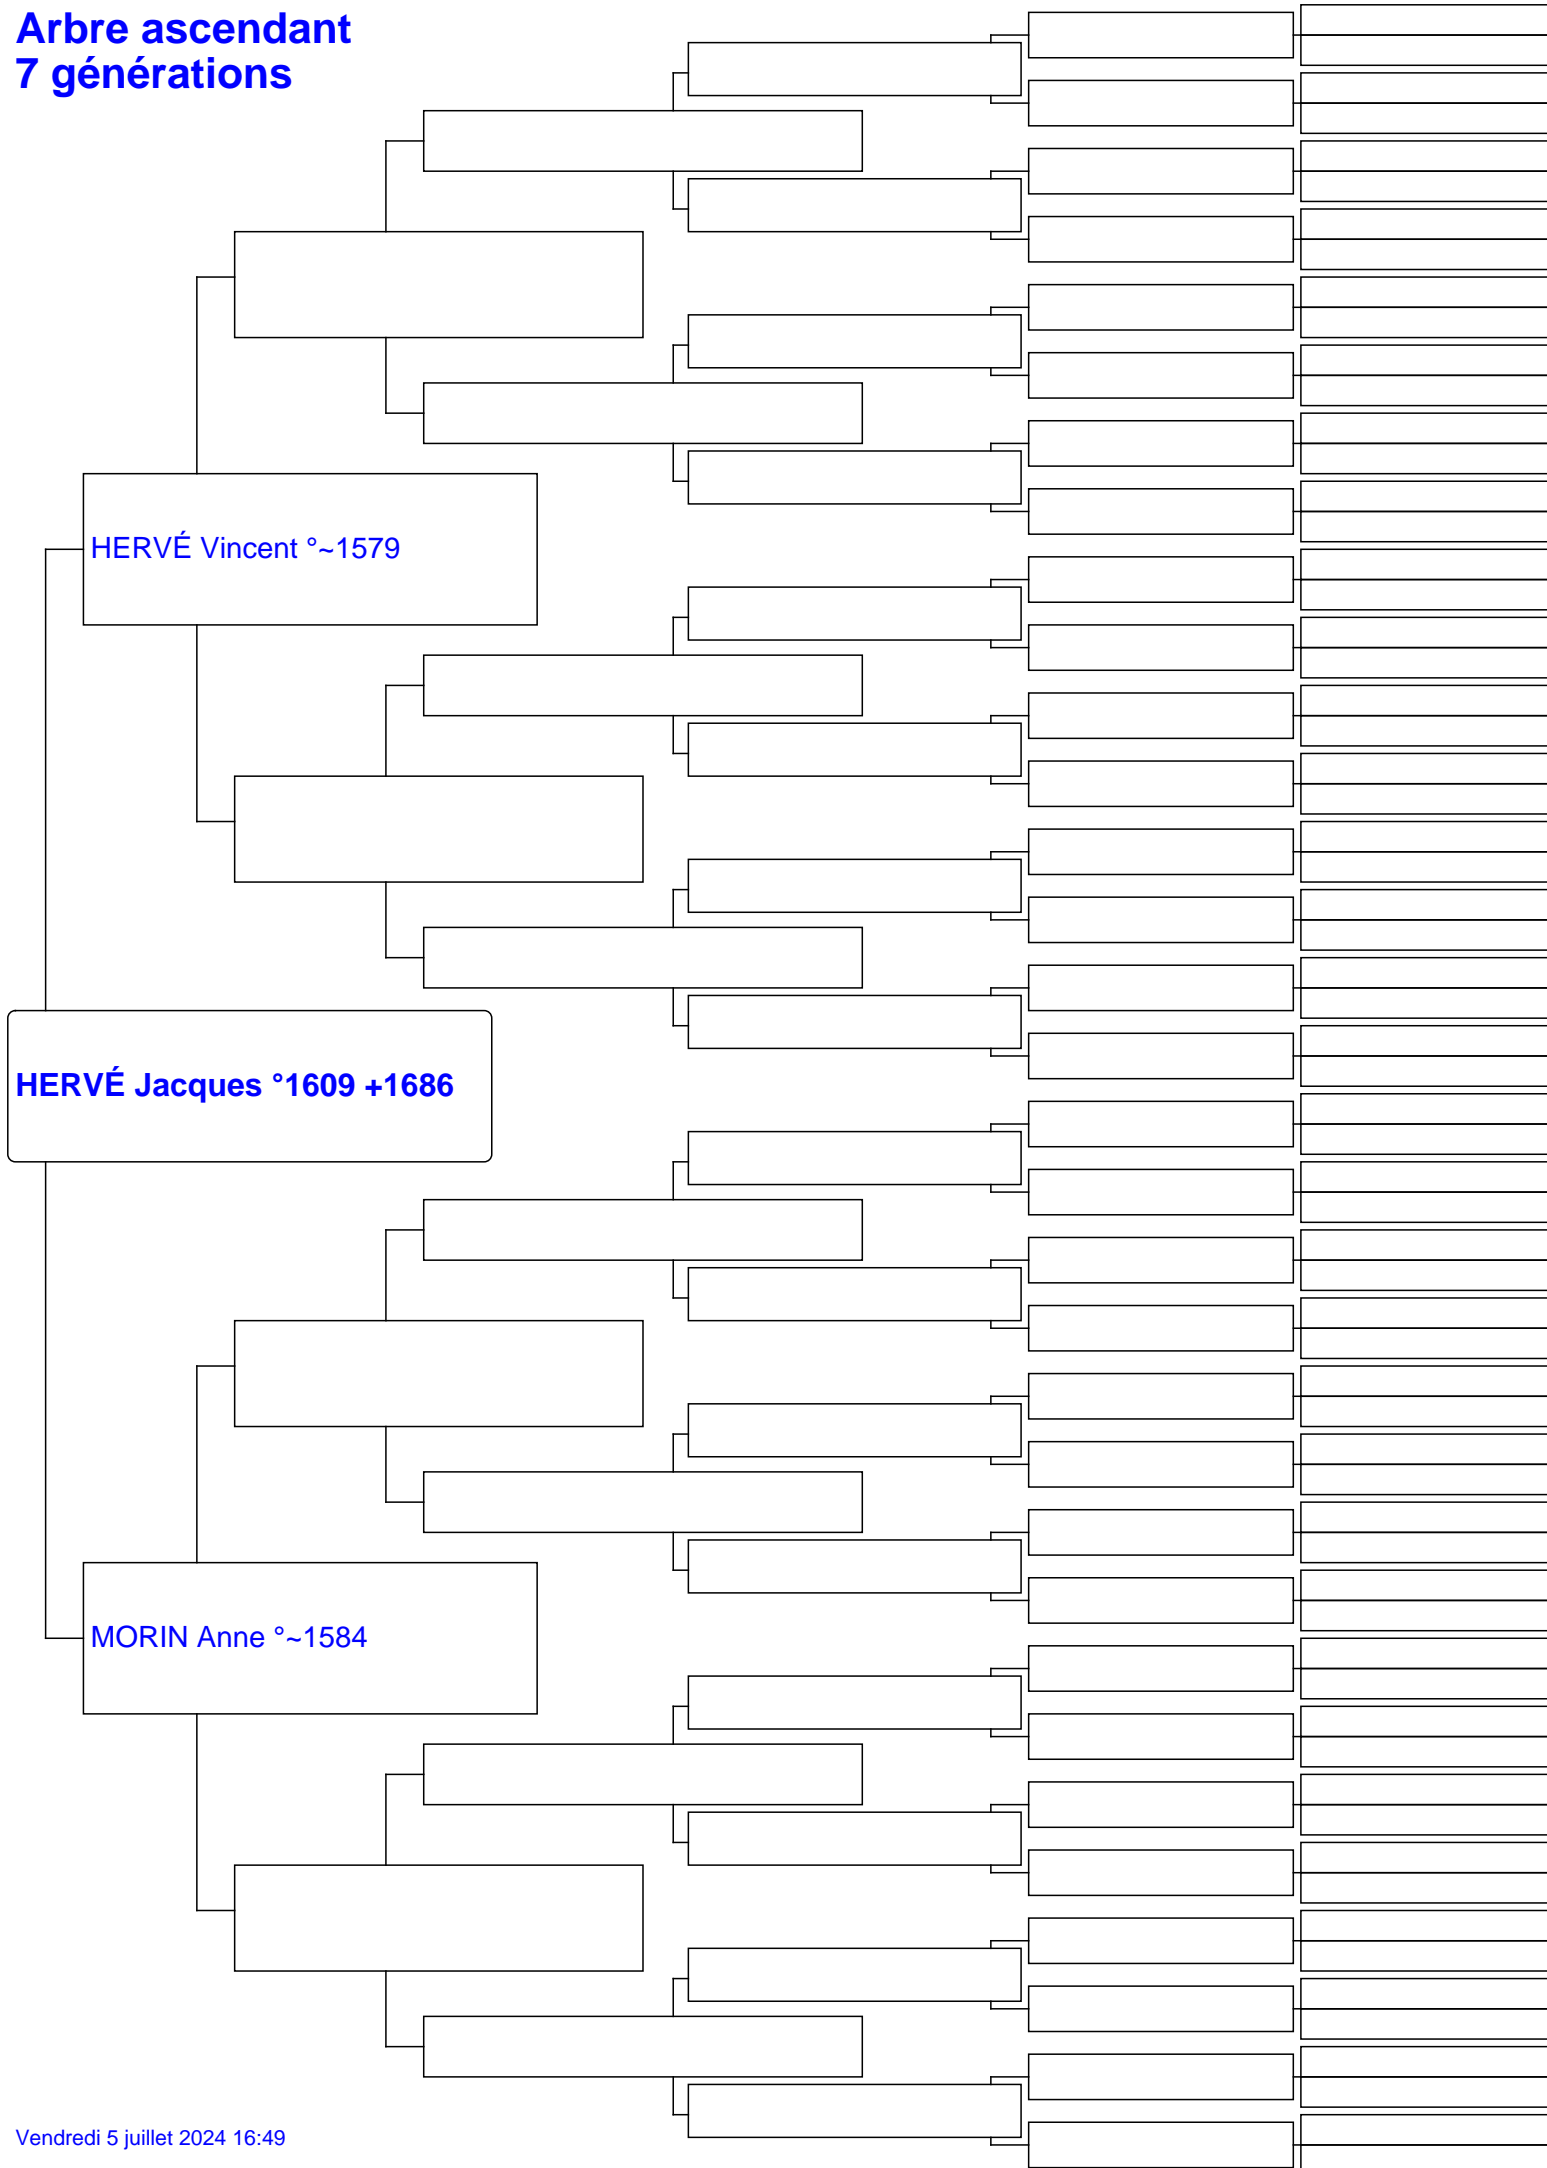 Arbre ascendant
7 générations
HERVÉ Vincent °~1579
HERVÉ Jacques °1609 +1686
MORIN Anne °~1584
Vendredi 5 juillet 2024 16:49